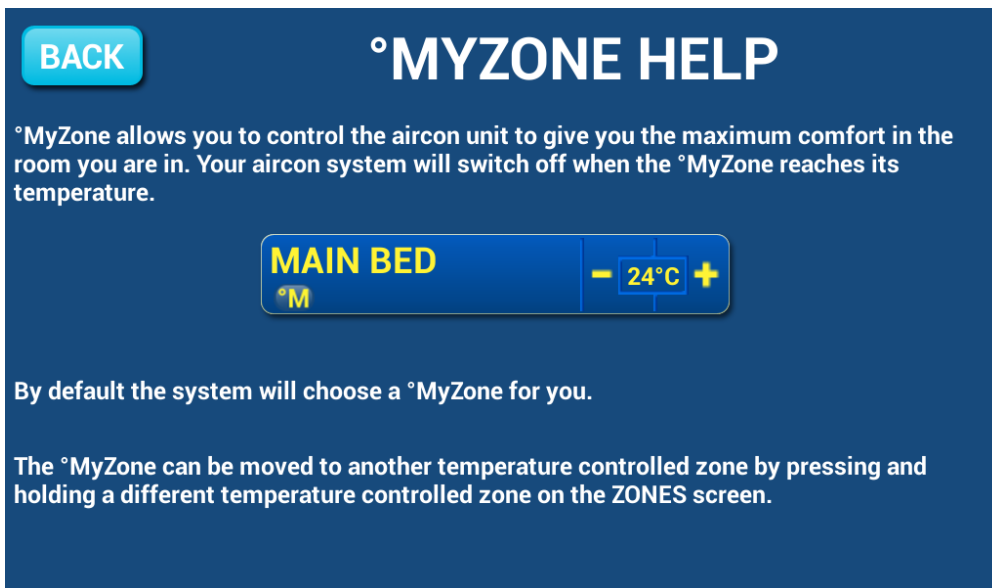 BACK
°MYZONE HELP
°MyZone allows you to control the aircon unit to give you the maximum comfort in the
room you are in. Your aircon system will switch off when the °MyZone reaches its
temperature.
MAIN BED
°M
- 24°C +
By default the system will choose a °MyZone for you.
The °MyZone can be moved to another temperature controlled zone by pressing and
holding a different temperature controlled zone on the ZONES screen.